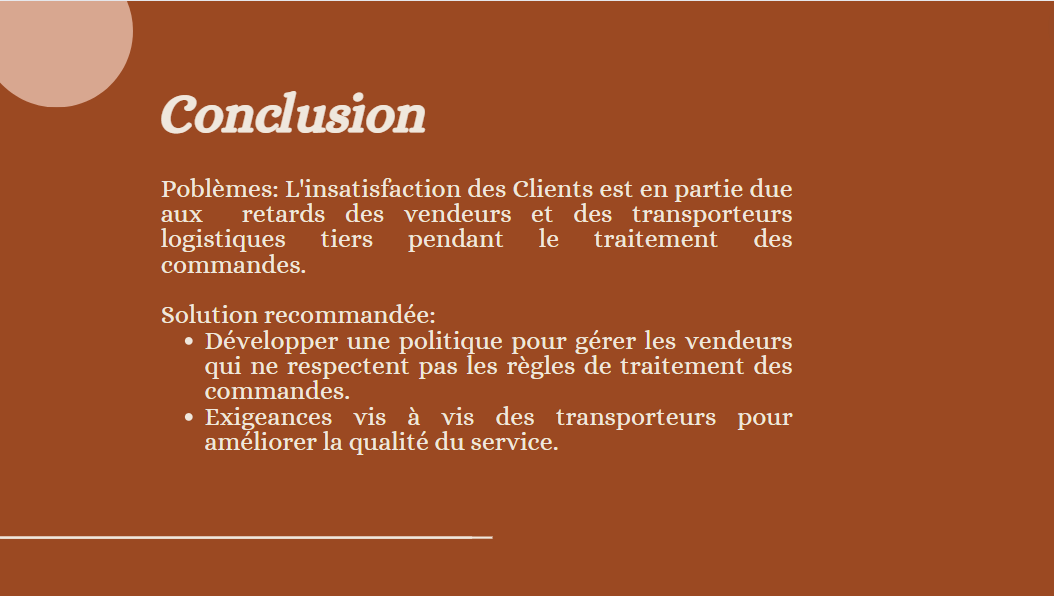 Conclusion
Poblèmes: L'insatisfaction des Clients est en partie due
aux retards des vendeurs et des transporteurs
logistiques tiers pendant le traitement des
commandes.
Solution recommandée:
• Développer une politique pour gérer les vendeurs
qui ne respectent pas les règles de traitement des
commandes.
• Exigeances vis à vis des transporteurs pour
améliorer la qualité du service.